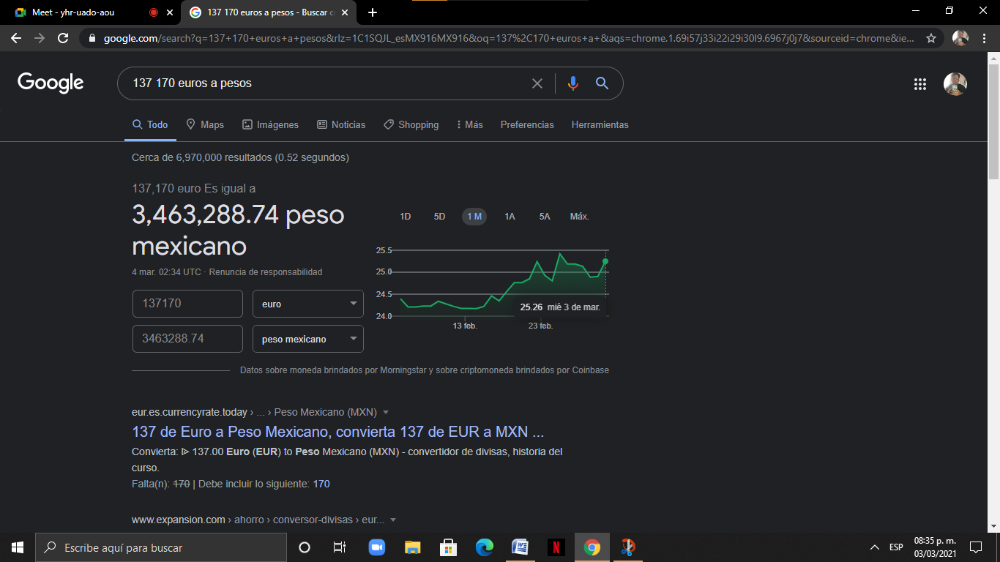 Meet - yhr-uado-aou
137 170 euros a pesos - Buscar c
google.com/search?q=137+170+euros+a+pesos&rlz=1C1SQJL_esMX916MX916&oq=137%2C170+euros+a+&aqs=chrome.1.69i57j33i22i29i30l9.6967j0j7&sourceid=chrome&ie...
Google
137 170 euros a pesos
Todo Maps Imágenes Noticias Shopping Más Preferencias Herramientas
Cerca de 6,970,000 resultados (0.52 segundos)
137,170 euro Es igual a
3,463,288.74 peso
mexicano
4 mar. 02:34 UTC · Renuncia de responsabilidad
137170 euro
3463288.74 peso mexicano
1D 5D 1 M 1A 5A Máx.
25.5
25.0
24.5
24.0
25.26 mié 3 de mar.
13 feb. 23 feb.
Datos sobre moneda brindados por Morningstar y sobre criptomoneda brindados por Coinbase
eur.es.currencyrate.today › ... › Peso Mexicano (MXN)
137 de Euro a Peso Mexicano, convierta 137 de EUR a MXN ...
Convierta: ᐉ 137.00 Euro (EUR) to Peso Mexicano (MXN) - convertidor de divisas, historia del
curso.
Falta(n): 170 | Debe incluir lo siguiente: 170
www.expansion.com › ahorro › conversor-divisas › eur...
Escribe aquí para buscar
W
N
ESP
08:35 p. m.
03/03/2021